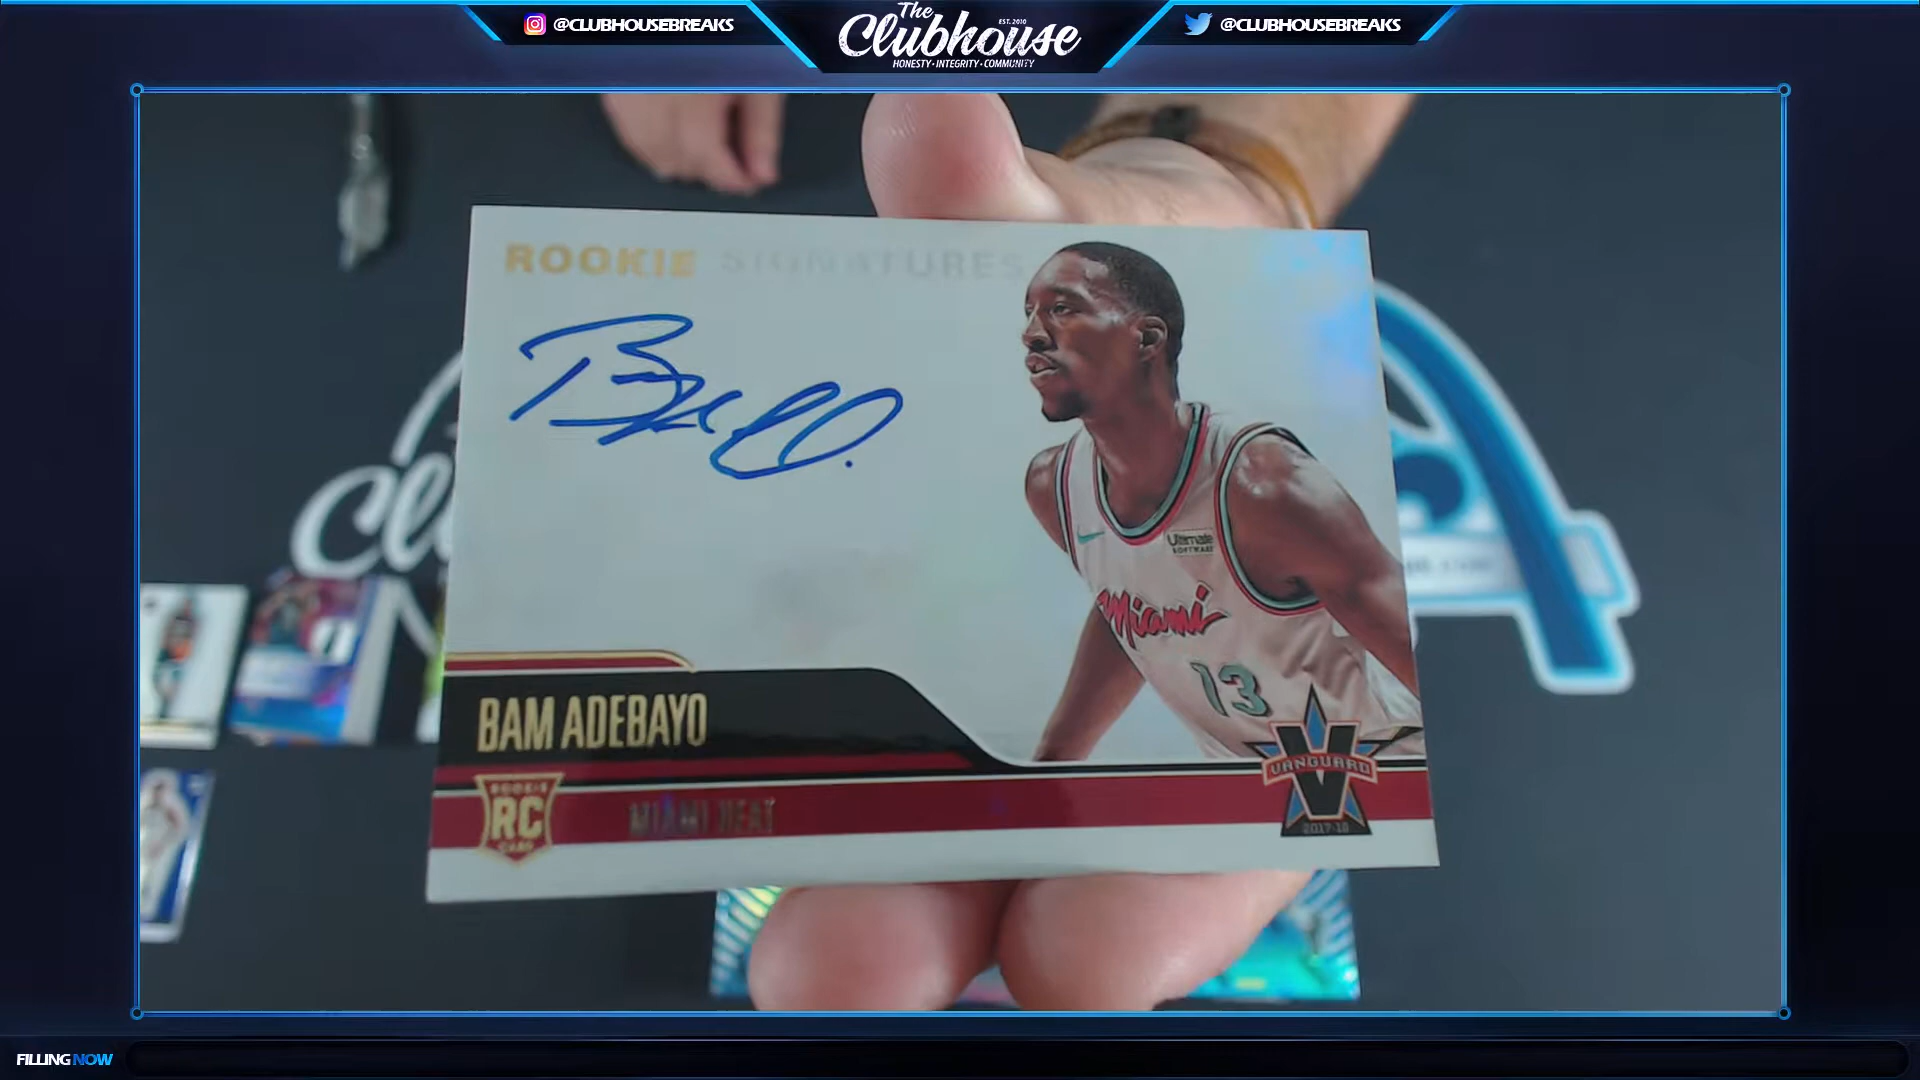 @CLUBHOUSEBREAKS
The
Clubhouse
EST. 2010
HONESTY • INTEGRITY • COMMUNITY
@CLUBHOUSEBREAKS
ROOKIE SIGNATURES
Ultimate
SOFTWARE
Miami
13
BAM ADEBAYO
VANGUARD
V
2017-18
ROOKIE
RC
CARD
MIAMI HEAT
FILLING NOW